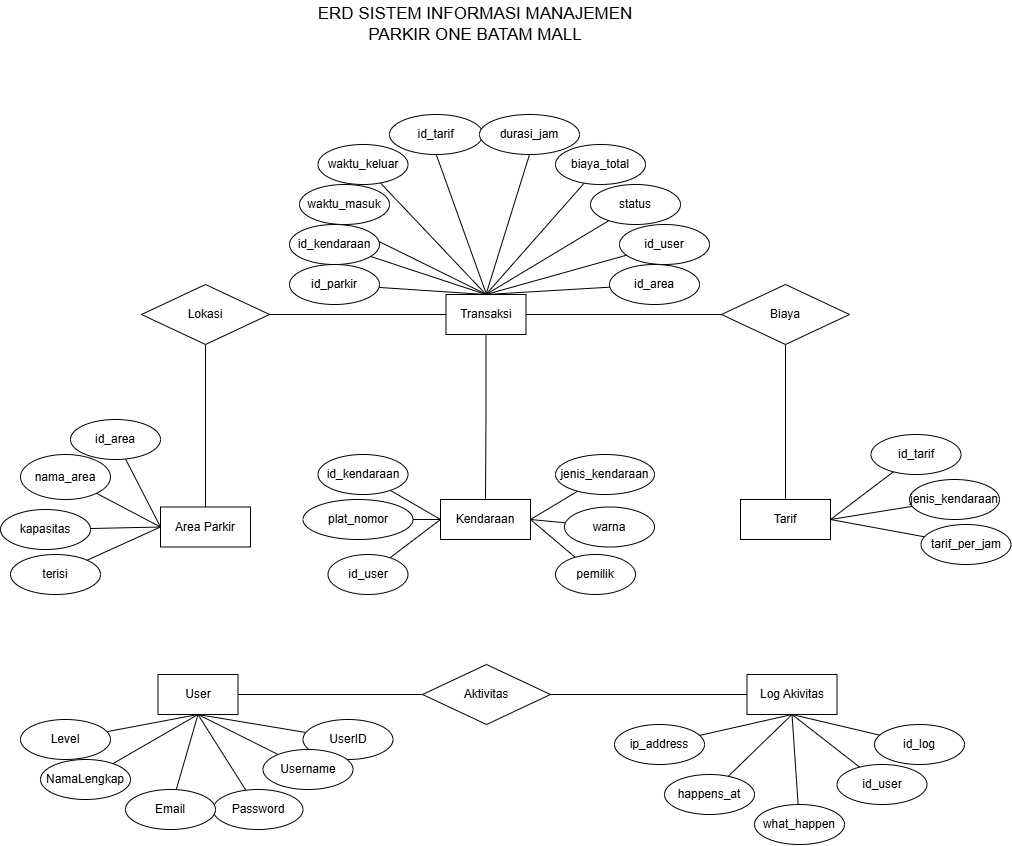 ERD SISTEM INFORMASI MANAJEMEN
PARKIR ONE BATAM MALL
id_tarif
durasi_jam
waktu_keluar
biaya_total
waktu_masuk
status
id_kendaraan
id_user
id_parkir
id_area
Lokasi
Transaksi
Biaya
id_area
nama_area
kapasitas
terisi
Area Parkir
id_kendaraan
plat_nomor
id_user
Kendaraan
jenis_kendaraan
warna
pemilik
Tarif
id_tarif
jenis_kendaraan
tarif_per_jam
User
Aktivitas
Log Akivitas
Level
NamaLengkap
Email
Password
Username
UserID
ip_address
happens_at
what_happen
id_user
id_log